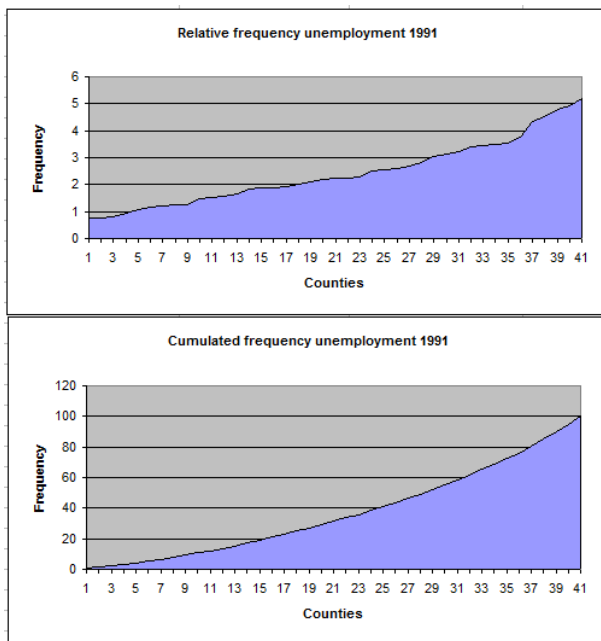 Relative frequency unemployment 1991
6
5
4
3
2
1
0
Frequency
1 3 5 7 9 11 13 15 17 19 21 23 25 27 29 31 33 35 37 39 41
Counties
Cumulated frequency unemployment 1991
120
100
80
60
40
20
0
Frequency
1 3 5 7 9 11 13 15 17 19 21 23 25 27 29 31 33 35 37 39 41
Counties